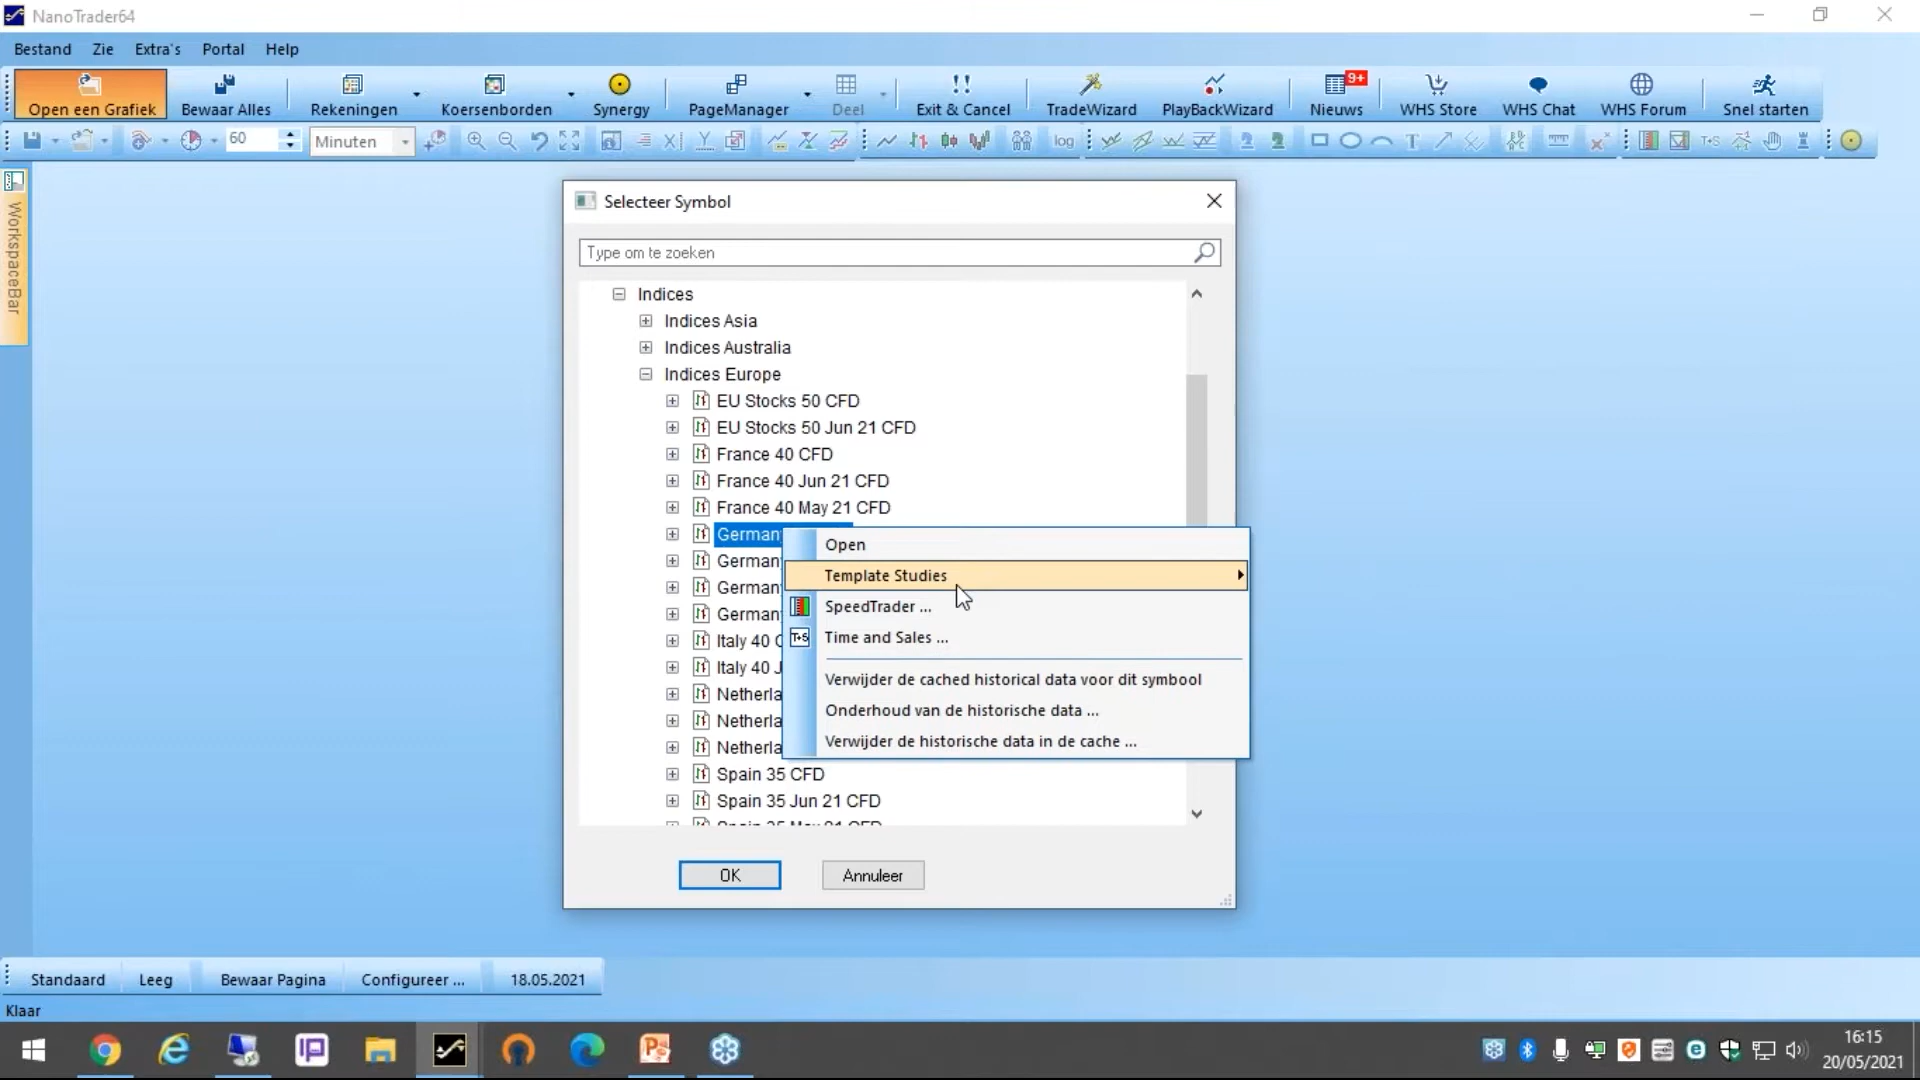 NanoTrader64
Bestand Zie Extra's Portal Help
Open een Grafiek Bewaar Alles Rekeningen Koersenborden Synergy PageManager Deel Exit & Cancel TradeWizard PlayBackWizard 9+ Nieuws WHS Store WHS Chat WHS Forum Snel starten
60 Minuten log T T+S
WorkspaceBar
Selecteer Symbol
Type om te zoeken
Indices
Indices Asia
Indices Australia
Indices Europe
EU Stocks 50 CFD
EU Stocks 50 Jun 21 CFD
France 40 CFD
France 40 Jun 21 CFD
France 40 May 21 CFD
German
German
German
German
Italy 40 C
Italy 40 J
Netherla
Netherla
Netherla
Spain 35 CFD
Spain 35 Jun 21 CFD
Spain 35 May 21 CFD
Open
Template Studies
SpeedTrader ...
T+S Time and Sales ...
Verwijder de cached historical data voor dit symbool
Onderhoud van de historische data ...
Verwijder de historische data in de cache ...
OK Annuleer
Standaard Leeg Bewaar Pagina Configureer ... 18.05.2021
Klaar
16:15
20/05/2021